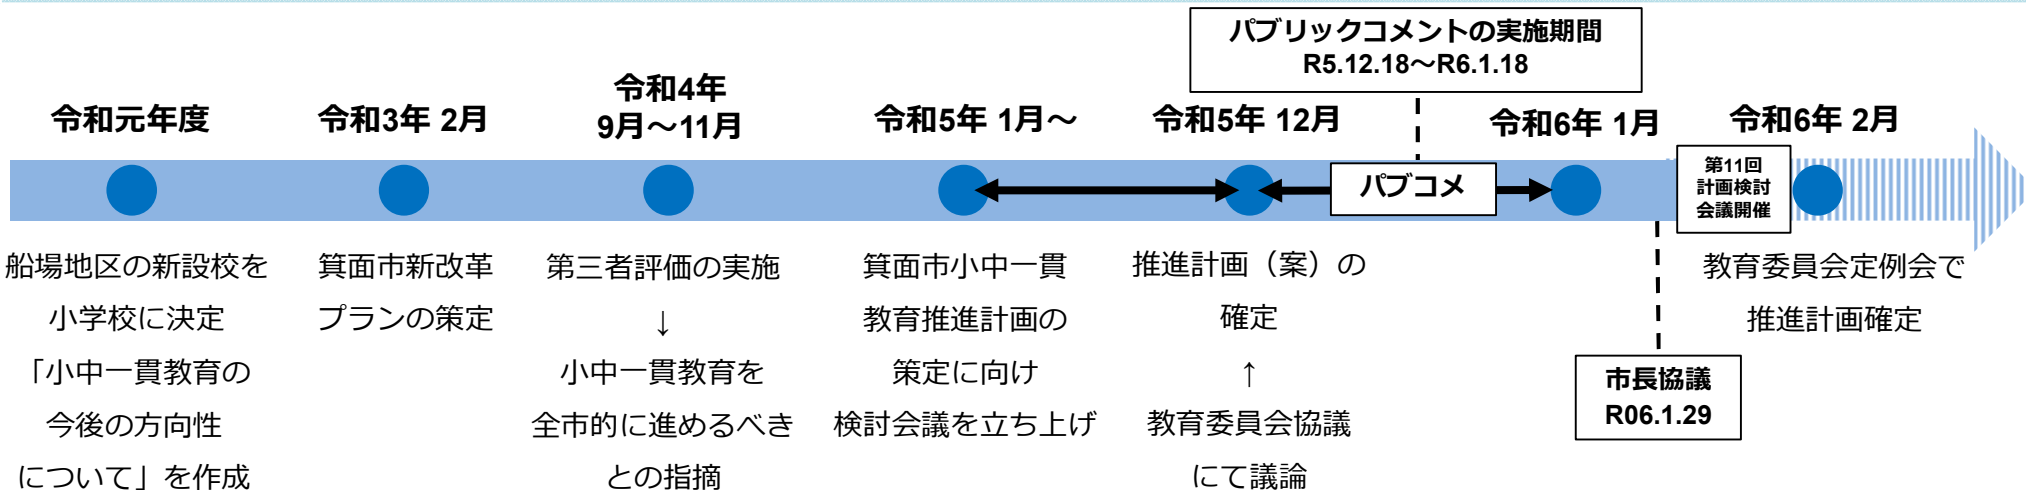 パブリックコメントの実施期間
R5.12.18～R6.1.18
令和元年度
令和3年 2月
令和4年
9月～11月
令和5年 1月～
令和5年 12月
令和6年 1月
令和6年 2月
パブコメ
第11回
計画検討
会議開催
船場地区の新設校を
小学校に決定
「小中一貫教育の
今後の方向性
について」を作成
箕面市新改革
プランの策定
第三者評価の実施
↓
小中一貫教育を
全市的に進めるべき
との指摘
箕面市小中一貫
教育推進計画の
策定に向け
検討会議を立ち上げ
推進計画（案）の
確定
↑
教育委員会協議
にて議論
市長協議
R06.1.29
教育委員会定例会で
推進計画確定